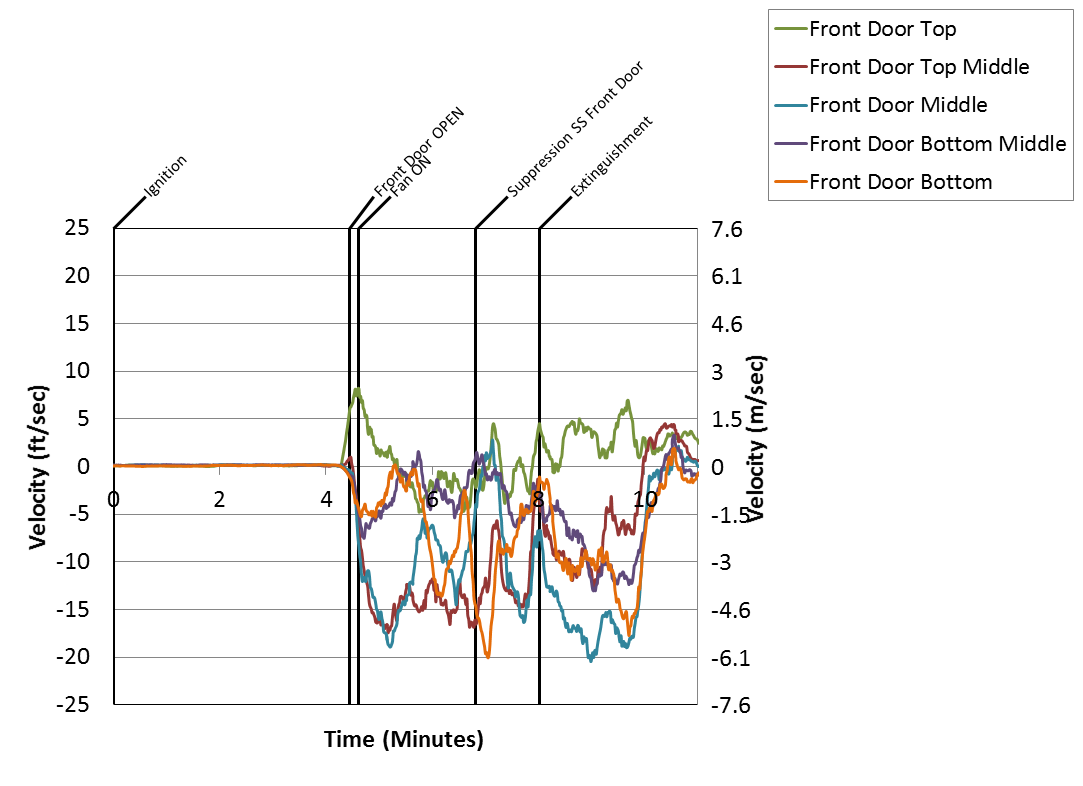 Front Door Top
Front Door Top Middle
Front Door Middle
Front Door Bottom Middle
Front Door Bottom
Ignition
Front Door OPEN
Fan ON
Suppression SS Front Door
Extinguishment
25
20
15
10
5
0
-5
-10
-15
-20
-25
7.6
6.1
4.6
3
1.5
0
-1.5
-3
-4.6
-6.1
-7.6
0
2
4
6
8
10
Velocity (ft/sec)
Velocity (m/sec)
Time (Minutes)